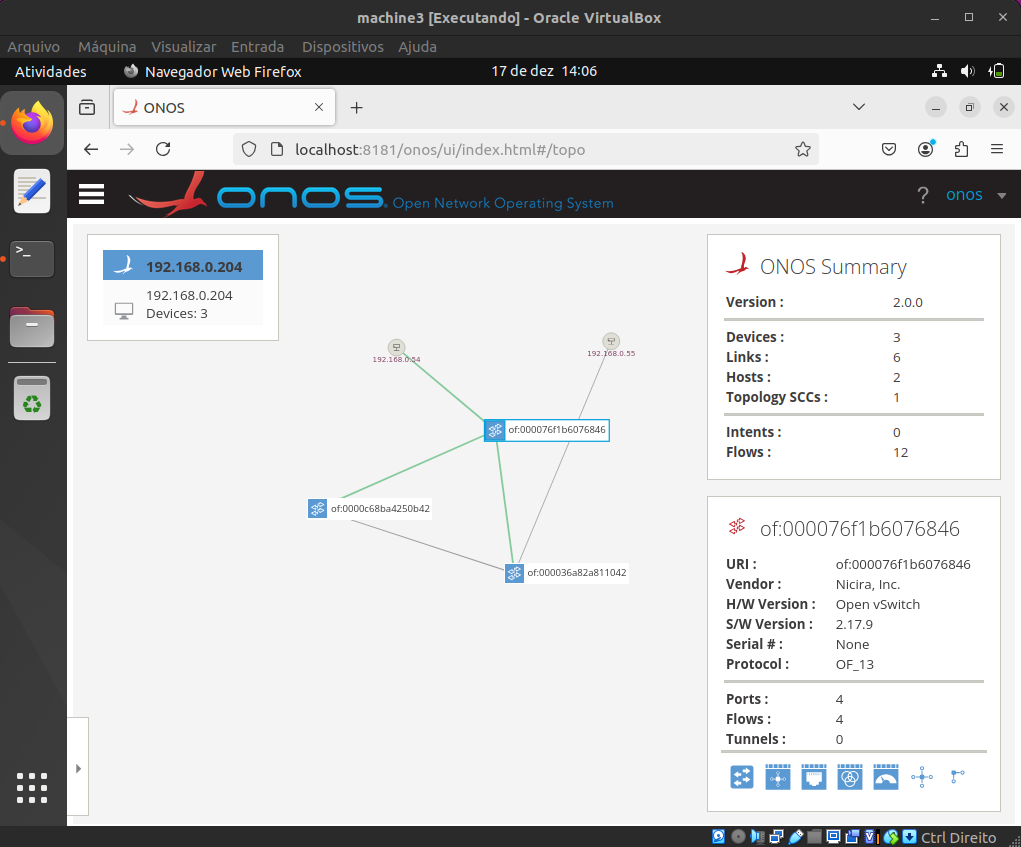 machine3 [Executando] - Oracle VirtualBox
Arquivo Máquina Visualizar Entrada Dispositivos Ajuda
Atividades Navegador Web Firefox 17 de dez 14:06
ONOS
localhost:8181/onos/ui/index.html#/topo
onos Open Network Operating System ? onos
192.168.0.204
192.168.0.204
Devices: 3
192.168.0.54
192.168.0.55
of:000076f1b6076846
of:0000c68ba4250b42
of:000036a82a811042
ONOS Summary
Version : 2.0.0
Devices : 3
Links : 6
Hosts : 2
Topology SCCs : 1
Intents : 0
Flows : 12
of:000076f1b6076846
URI : of:000076f1b6076846
Vendor : Nicira, Inc.
H/W Version : Open vSwitch
S/W Version : 2.17.9
Serial # : None
Protocol : OF_13
Ports : 4
Flows : 4
Tunnels : 0
Ctrl Direito